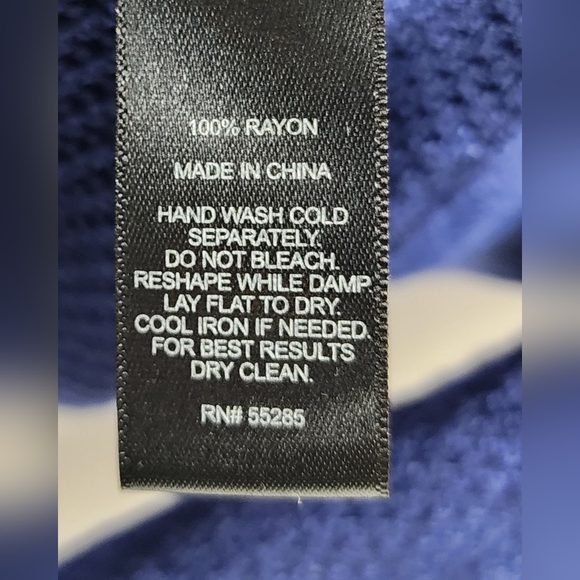 100% RAYON
MADE IN CHINA
HAND WASH COLD
SEPARATELY.
DO NOT BLEACH.
RESHAPE WHILE DAMP
LAY FLAT TO DRY.
COOL IRON IF NEEDED.
FOR BEST RESULTS
DRY CLEAN.
RN# 55285